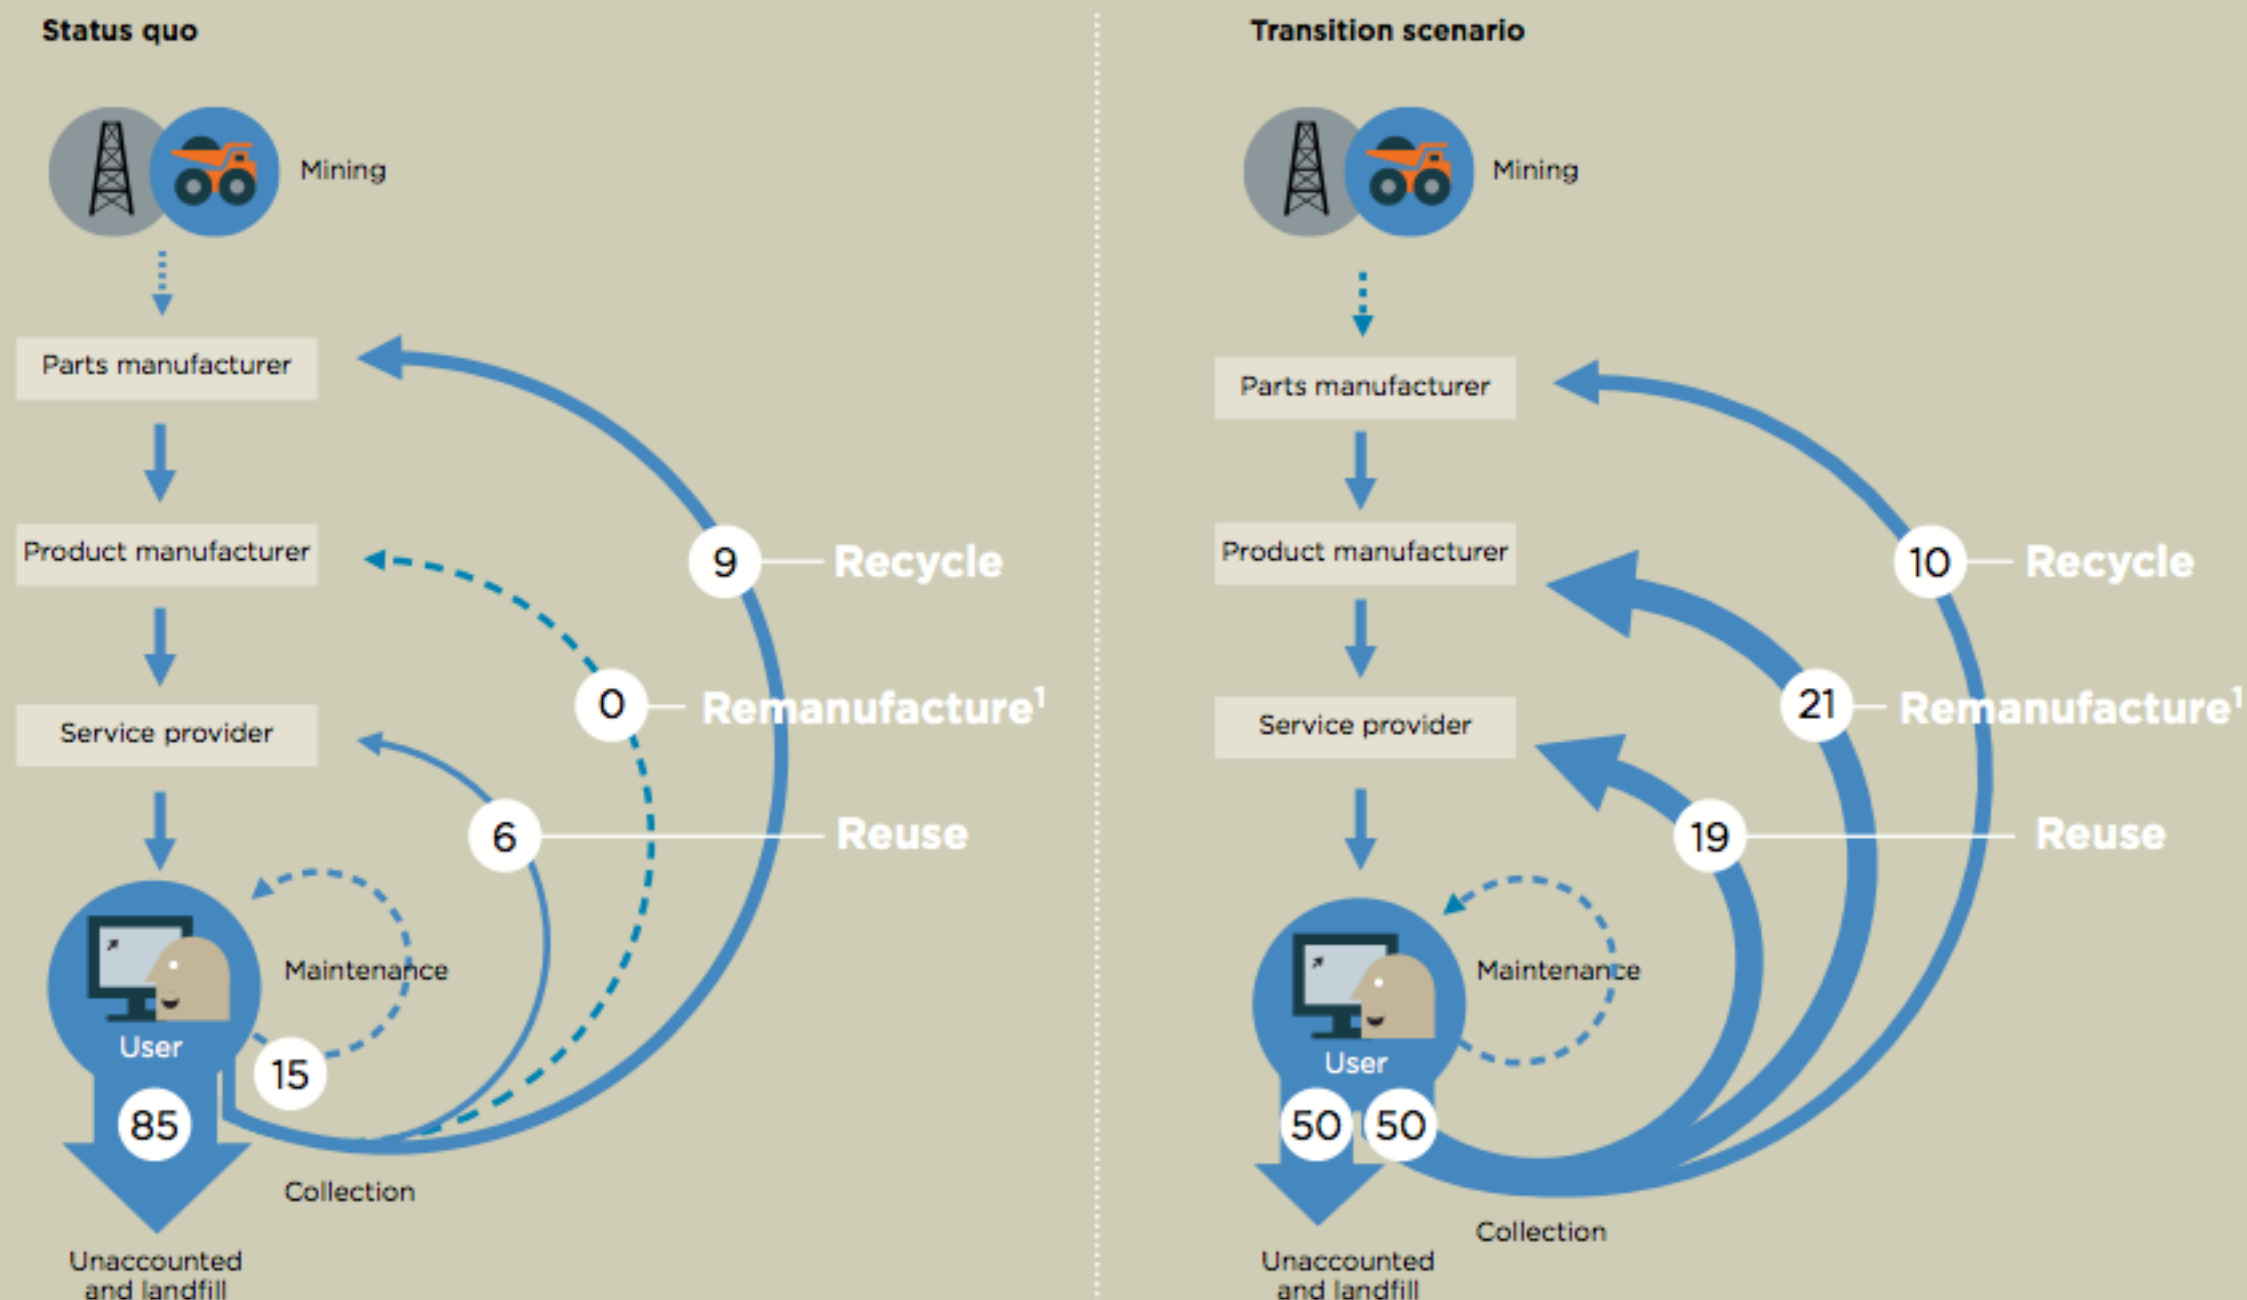 Status quo
Mining
Parts manufacturer
Product manufacturer
9
Recycle
0
Remanufacture¹
Service provider
6
Reuse
Maintenance
User
15
85
Collection
Unaccounted
and landfill
Transition scenario
Mining
Parts manufacturer
Product manufacturer
10
Recycle
21
Remanufacture¹
Service provider
19
Reuse
Maintenance
User
50
50
Collection
Unaccounted
and landfill